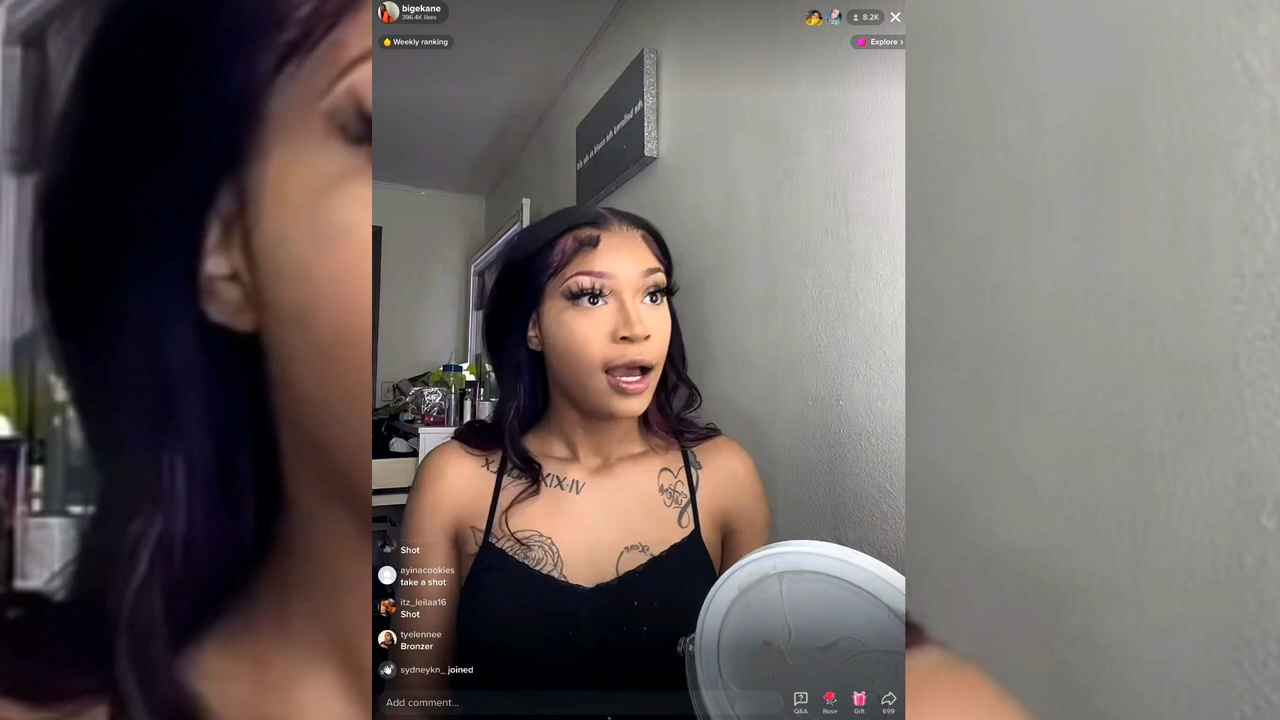 bigekane
396.4K likes
8.2K
Weekly ranking
Explore >
XIX·IV
Shot
ayinacookies
take a shot
itz_leilaa16
Shot
tyelennee
Bronzer
sydneykn_ joined
Add comment...
Q&A
Rose
Gift
699